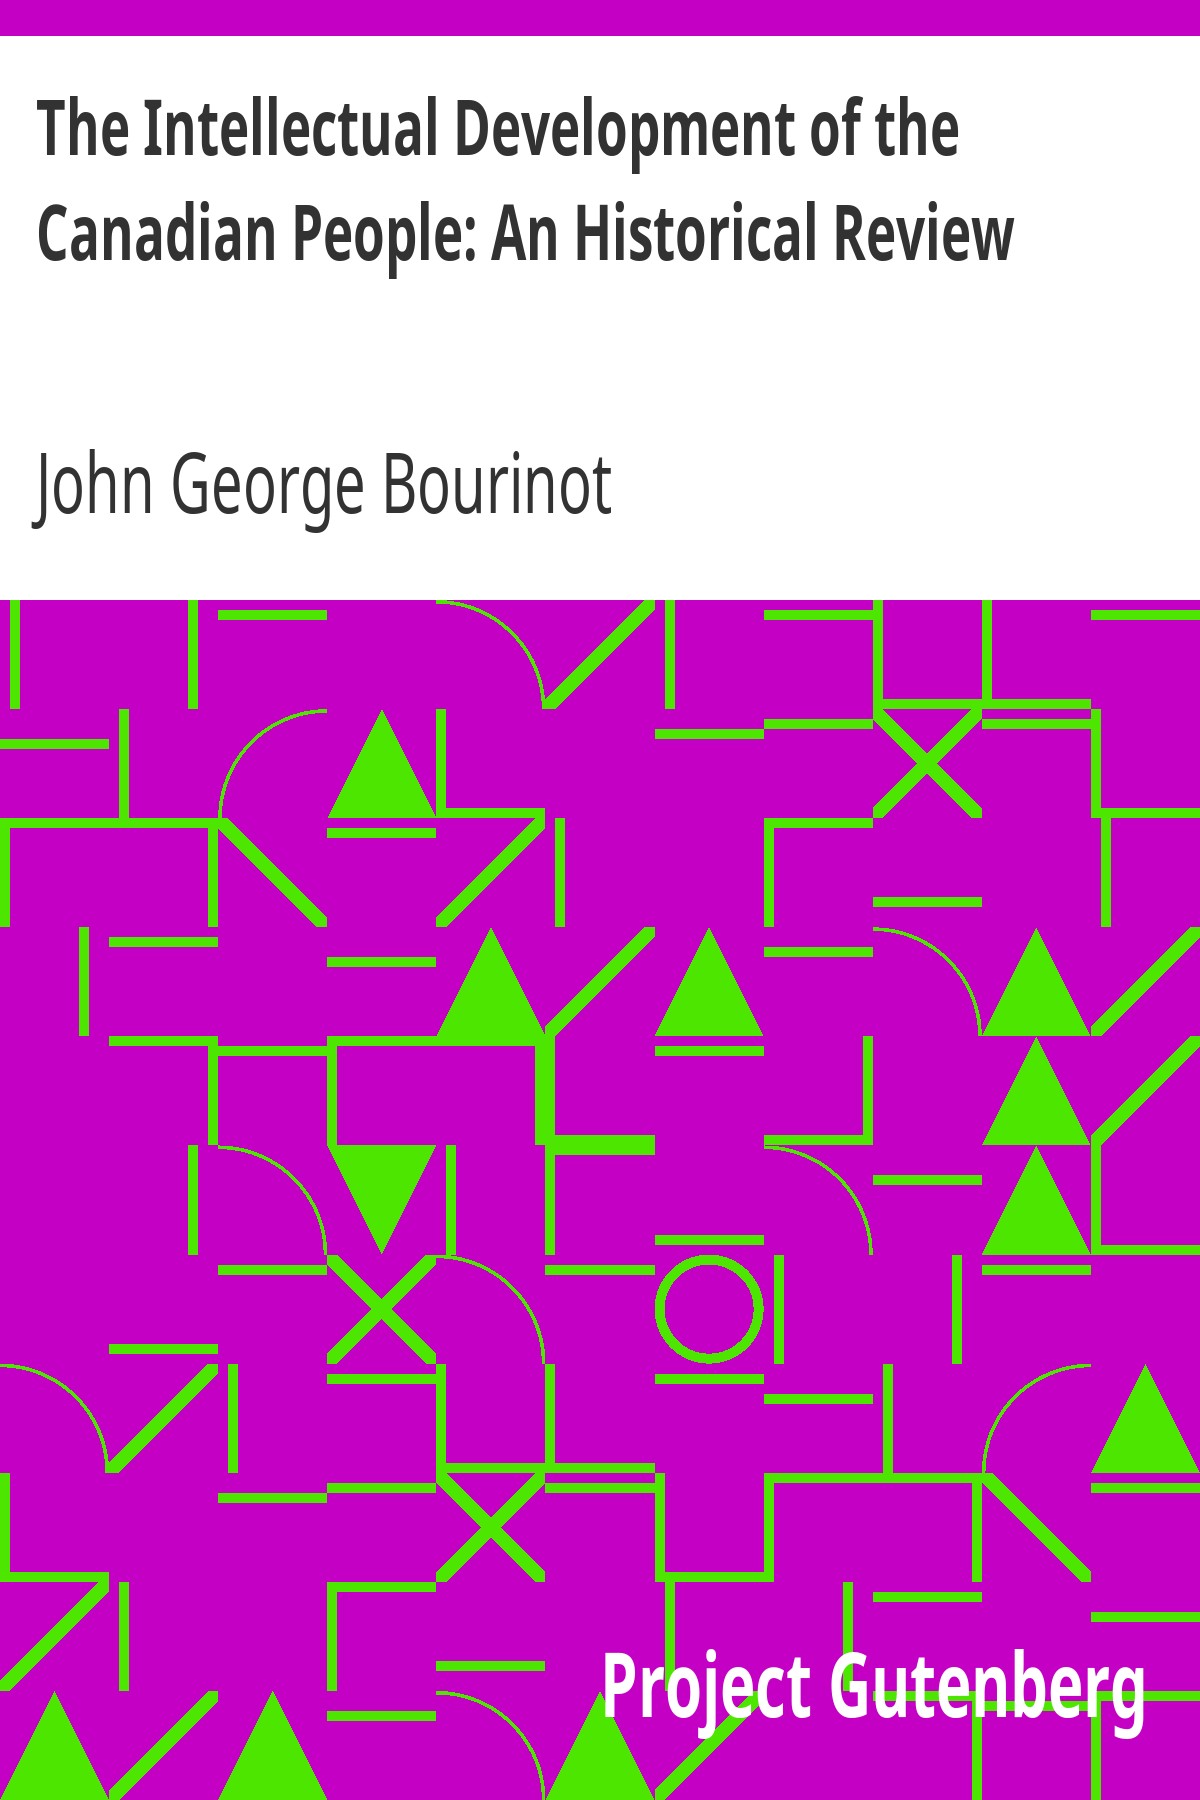 The Intellectual Development of the
Canadian People: An Historical Review
John George Bourinot
Project Gutenberg